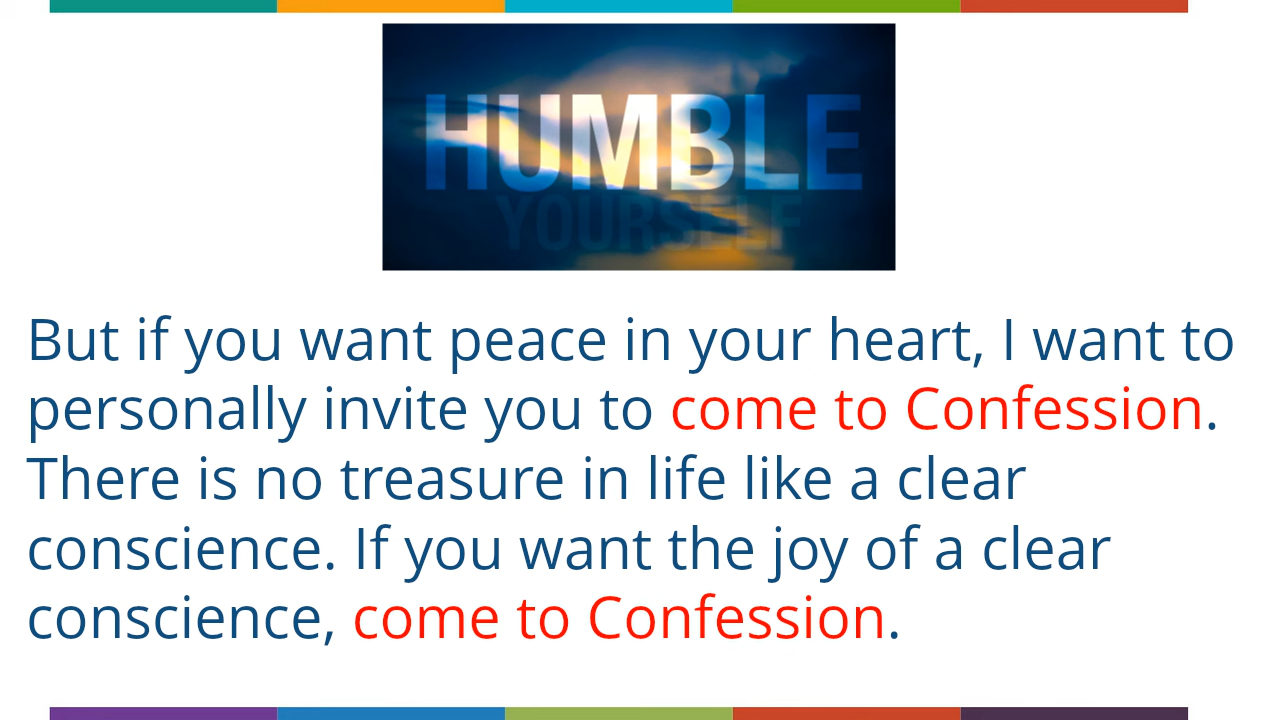 HUMBLE
YOURSELF
But if you want peace in your heart, I want to
personally invite you to come to Confession.
There is no treasure in life like a clear
conscience. If you want the joy of a clear
conscience, come to Confession.